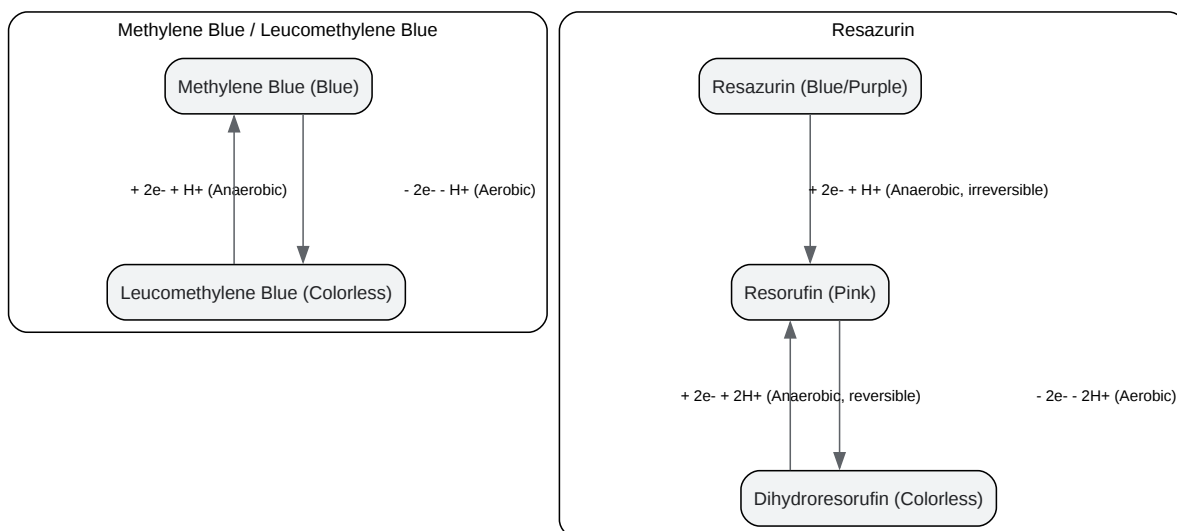 Methylene Blue / Leucomethylene Blue
Methylene Blue (Blue)
+ 2e- + H+ (Anaerobic)
- 2e- - H+ (Aerobic)
Leucomethylene Blue (Colorless)
Resazurin
Resazurin (Blue/Purple)
+ 2e- + H+ (Anaerobic, irreversible)
Resorufin (Pink)
+ 2e- + 2H+ (Anaerobic, reversible)
- 2e- - 2H+ (Aerobic)
Dihydroresorufin (Colorless)